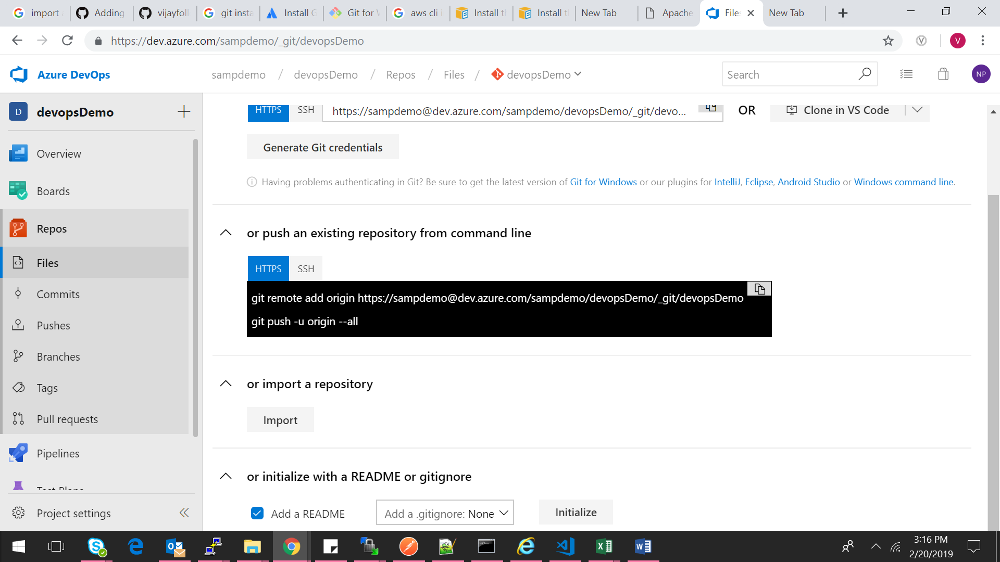 import
Adding
vijayfoll
git insta
Install G
Git for
aws cli i
Install th
Install th
New Tab
Apache
Files
New Tab
https://dev.azure.com/sampdemo/_git/devopsDemo
V
V
Azure DevOps
sampdemo / devopsDemo / Repos / Files / devopsDemo
Search
NP
D devopsDemo
HTTPS SSH https://sampdemo@dev.azure.com/sampdemo/devopsDemo/_git/devo... OR Clone in VS Code
Generate Git credentials
Having problems authenticating in Git? Be sure to get the latest version of Git for Windows or our plugins for IntelliJ, Eclipse, Android Studio or Windows command line.
Overview
Boards
Repos
Files
Commits
Pushes
Branches
Tags
Pull requests
Pipelines
Test Plans
Project settings
or push an existing repository from command line
HTTPS SSH
git remote add origin https://sampdemo@dev.azure.com/sampdemo/devopsDemo/_git/devopsDemo
git push -u origin --all
or import a repository
Import
or initialize with a README or gitignore
Add a README Add a .gitignore: None Initialize
3:16 PM
2/20/2019